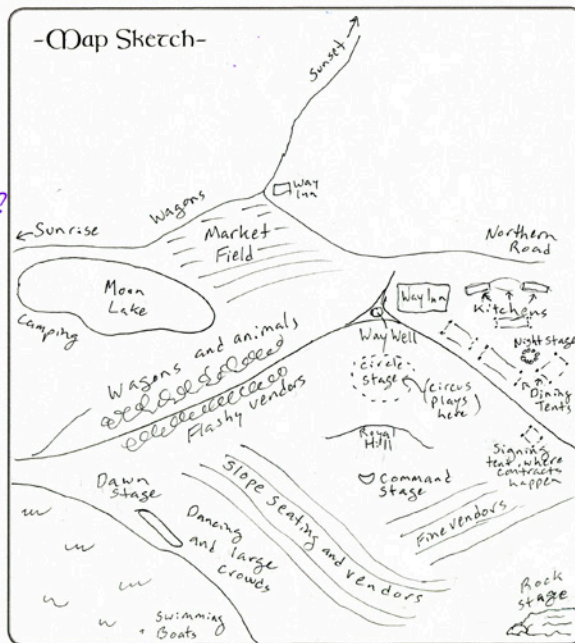 -Map Sketch-
Sunset
?
Way
Inn
Wagons
← Sunrise
Market
Field
Northern
Road
Moon
Lake
Camping
Way Inn
Kitchens
Way Well
Night Stage
Wagons and animals
Flashy vendors
Circle
stage
circus
plays
here
Dining
Tents
Royal
Hill
Signing
tent, where
contracts
happen
Dawn
stage
Command
Stage
Slope Seating and vendors
Fine vendors
Dancing
and large
crowds
Rock
stage
Swimming
Boats